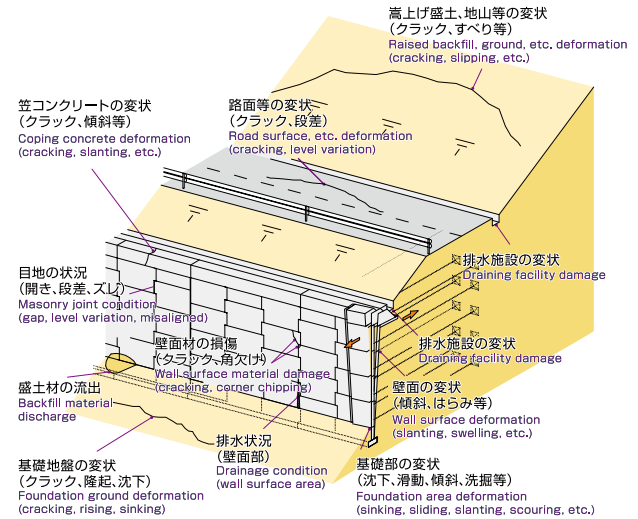 嵩上げ盛土、地山等の変状
（クラック、すべり等）
Raised backfill, ground, etc. deformation
(cracking, slipping, etc.)
笠コンクリートの変状
（クラック、傾斜等）
Coping concrete deformation
(cracking, slanting, etc.)
路面等の変状
（クラック、段差）
Road surface, etc. deformation
(cracking, level variation)
排水施設の変状
Draining facility damage
目地の状況
（開き、段差、ズレ）
Masonry joint condition
(gap, level variation, misaligned)
壁面材の損傷
（クラック、角欠け）
Wall surface material damage
(cracking, corner chipping)
排水施設の変状
Draining facility damage
盛土材の流出
Backfill material
discharge
壁面の変状
（傾斜、はらみ等）
Wall surface deformation
(slanting, swelling, etc.)
排水状況
（壁面部）
Drainage condition
(wall surface area)
基礎地盤の変状
（クラック、隆起、沈下）
Foundation ground deformation
(cracking, rising, sinking)
基礎部の変状
（沈下、滑動、傾斜、洗掘等）
Foundation area deformation
(sinking, sliding, slanting, scouring, etc.)